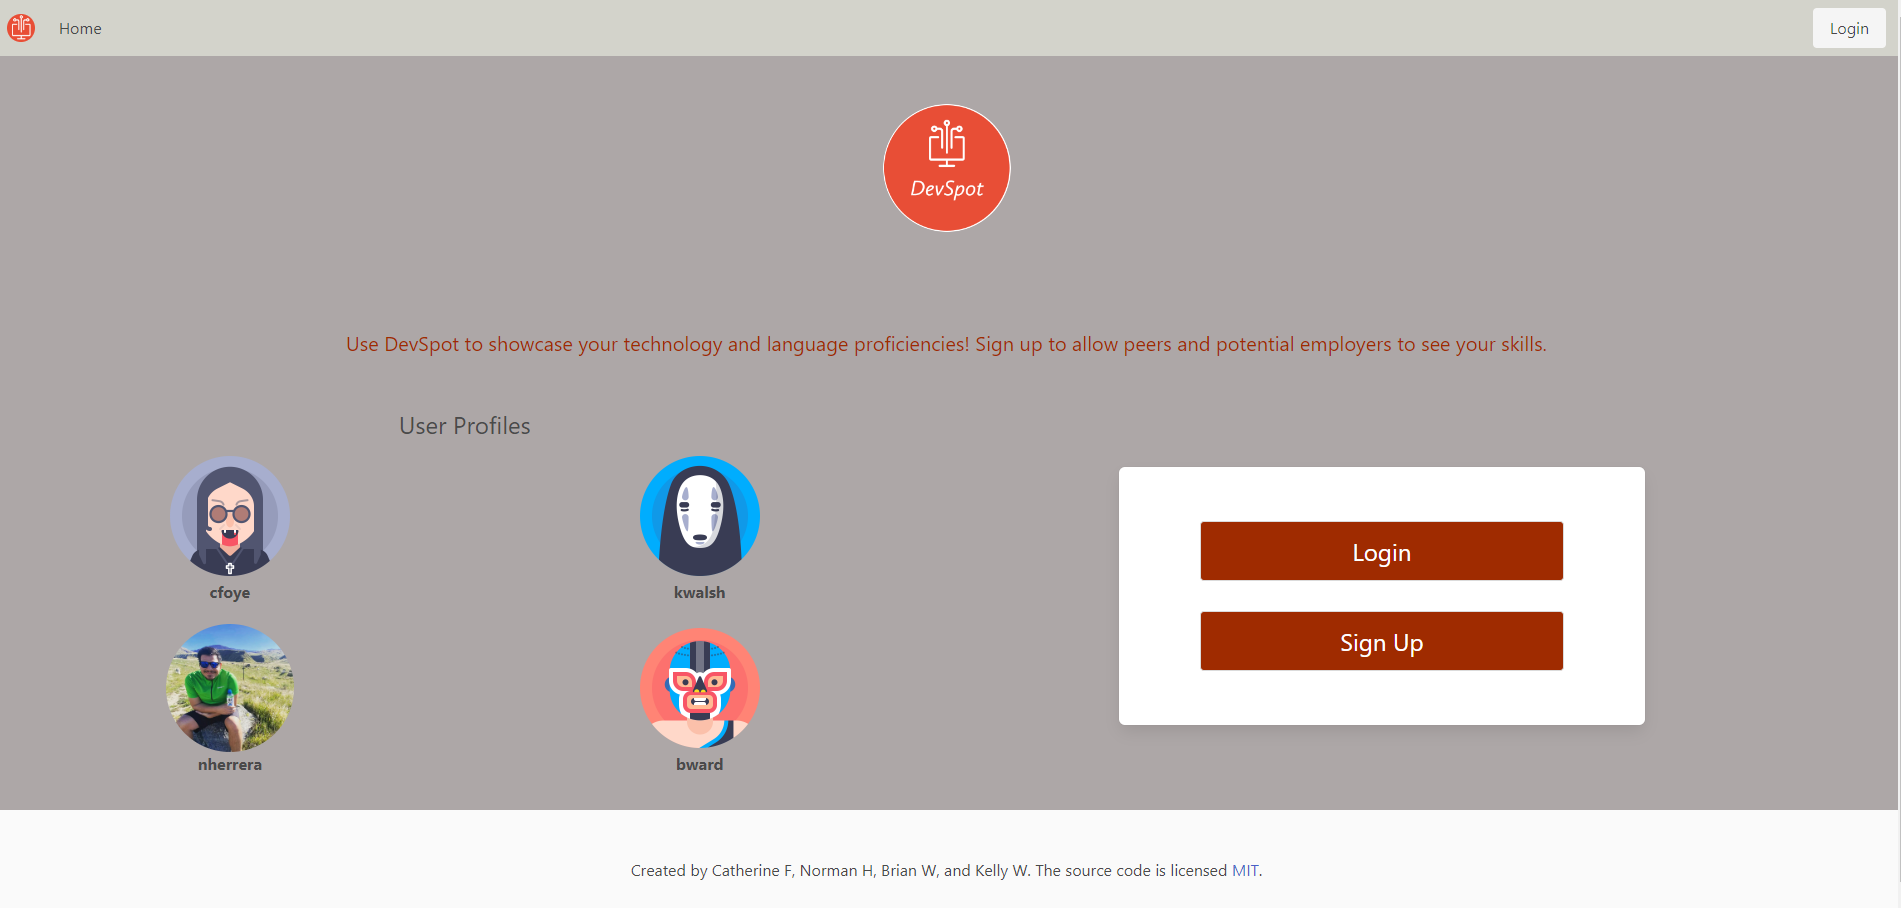 Home
Login
DevSpot
Use DevSpot to showcase your technology and language proficiencies! Sign up to allow peers and potential employers to see your skills.
User Profiles
cfoye
kwalsh
nherrera
bward
Login
Sign Up
Created by Catherine F, Norman H, Brian W, and Kelly W. The source code is licensed MIT.